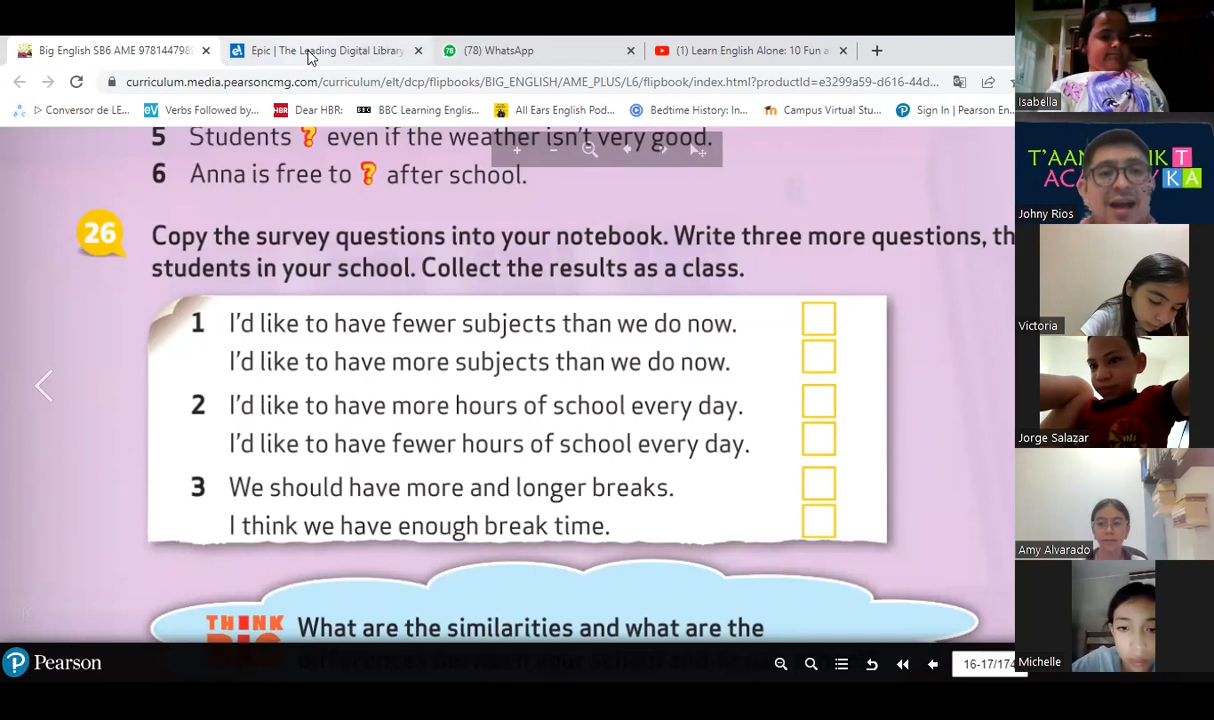 Big English SB6 AME 978144798
Epic | The Leading Digital Library
(78) WhatsApp
(1) Learn English Alone: 10 Fun a
curriculum.media.pearsoncmg.com/curriculum/elt/dcp/flipbooks/BIG_ENGLISH/AME_PLUS/L6/flipbook/index.html?productId=e3299a59-d616-44d...
Conversor de LE...
Verbs Followed by...
Dear HBR:
BBC Learning Englis...
All Ears English Pod...
Bedtime History: In...
Campus Virtual Stu...
Sign In | Pearson En...
5 Students ? even if the weather isn't very good.
6 Anna is free to ? after school.
26 Copy the survey questions into your notebook. Write three more questions, th
students in your school. Collect the results as a class.
1 I'd like to have fewer subjects than we do now.
I'd like to have more subjects than we do now.
2 I'd like to have more hours of school every day.
I'd like to have fewer hours of school every day.
3 We should have more and longer breaks.
I think we have enough break time.
THINK BIG
What are the similarities and what are the
differences between your school and
Pearson
16-17/174
Isabella
T'AAN
ACA
KA
Johny Rios
Victoria
Jorge Salazar
Amy Alvarado
Michelle